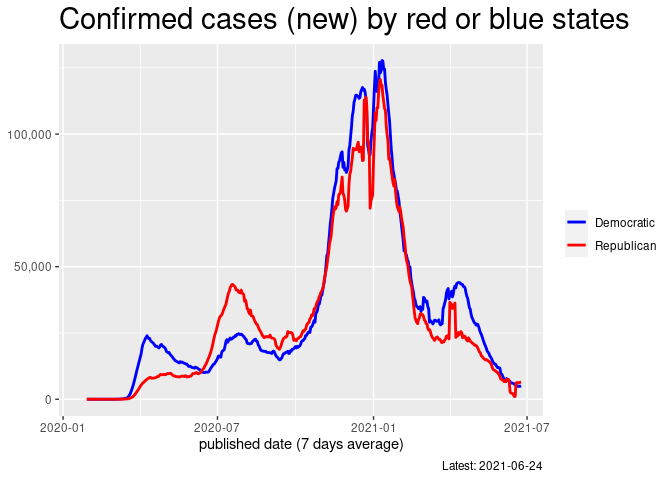 Confirmed cases (new) by red or blue states
100,000
50,000
0
2020-01
2020-07
2021-01
2021-07
published date (7 days average)
Democratic
Republican
Latest: 2021-06-24